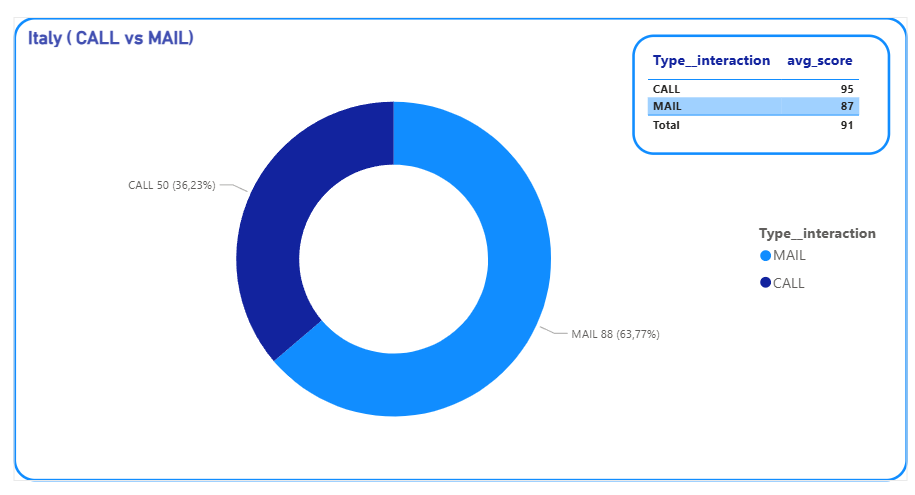 Italy ( CALL vs MAIL)
Type__interaction avg_score
CALL 95
MAIL 87
Total 91
CALL 50 (36,23%)
MAIL 88 (63,77%)
Type__interaction
MAIL
CALL